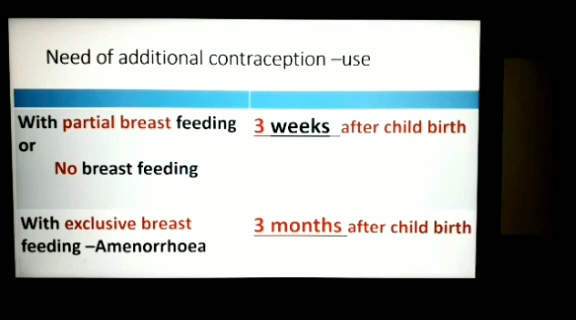 Need of additional contraception –use
With partial breast feeding 3 weeks after child birth
or
No breast feeding
With exclusive breast 3 months after child birth
feeding –Amenorrhoea